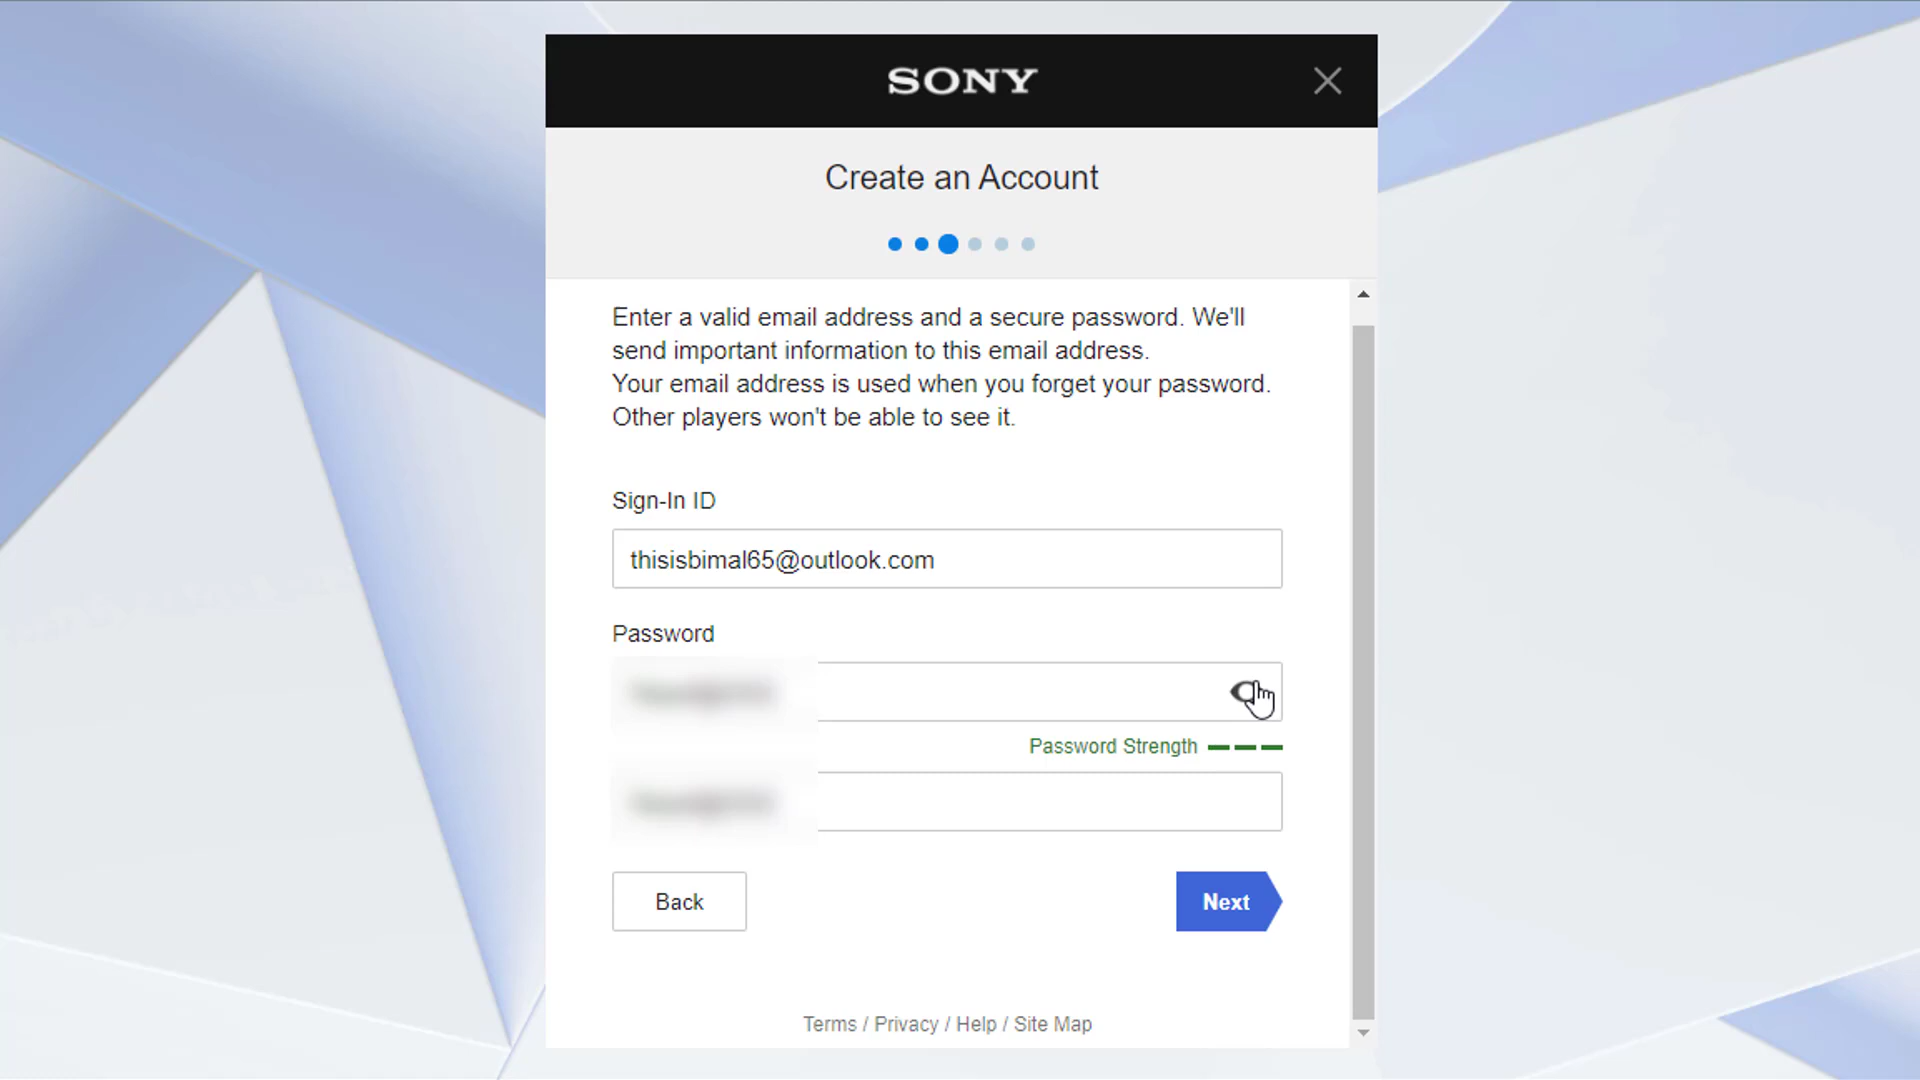 SONY
Create an Account
Enter a valid email address and a secure password. We'll
send important information to this email address.
Your email address is used when you forget your password.
Other players won't be able to see it.
Sign-In ID
thisisbimal65@outlook.com
Password
Password Strength
Back
Next
Terms / Privacy / Help / Site Map